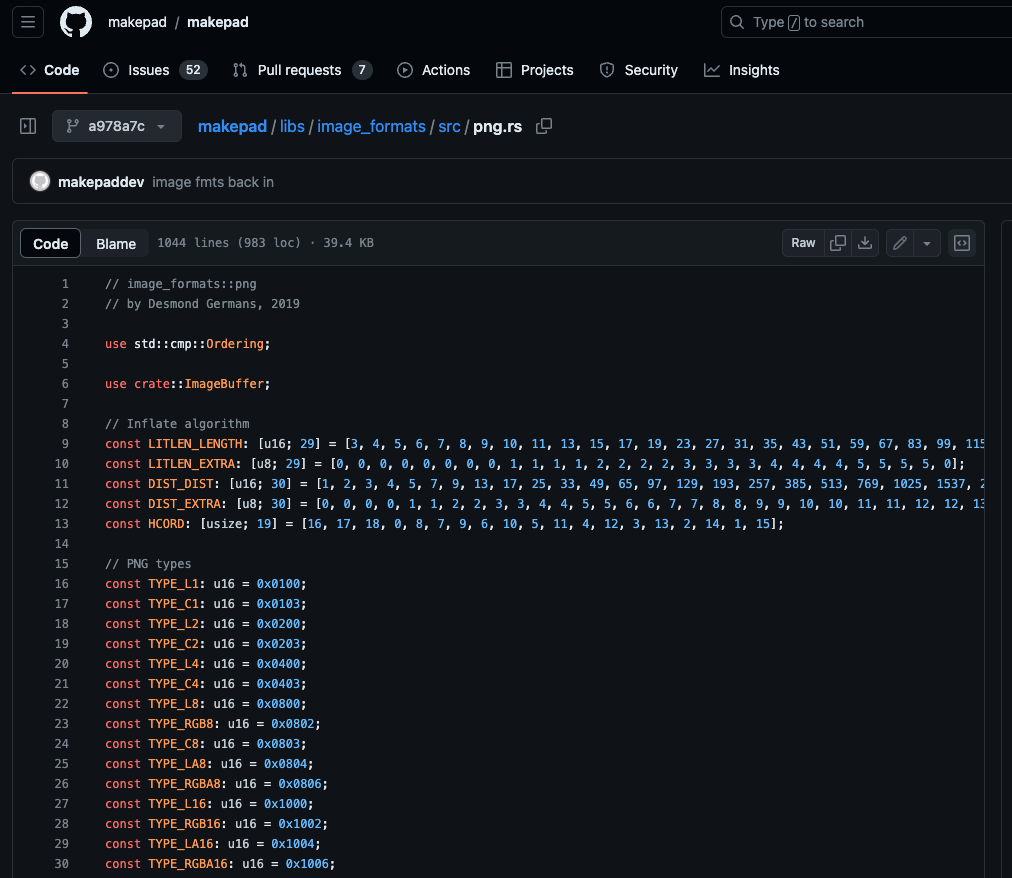 makepad / makepad
Type / to search
Code
Issues 52
Pull requests 7
Actions
Projects
Security
Insights
a978a7c
makepad / libs / image_formats / src / png.rs
makepaddev image fmts back in
Code Blame 1044 lines (983 loc) · 39.4 KB
Raw
1 // image_formats::png
2 // by Desmond Germans, 2019
3
4 use std::cmp::Ordering;
5
6 use crate::ImageBuffer;
7
8 // Inflate algorithm
9 const LITLEN_LENGTH: [u16; 29] = [3, 4, 5, 6, 7, 8, 9, 10, 11, 13, 15, 17, 19, 23, 27, 31, 35, 43, 51, 59, 67, 83, 99, 115
10 const LITLEN_EXTRA: [u8; 29] = [0, 0, 0, 0, 0, 0, 0, 0, 1, 1, 1, 1, 2, 2, 2, 2, 3, 3, 3, 3, 4, 4, 4, 4, 5, 5, 5, 5, 0];
11 const DIST_DIST: [u16; 30] = [1, 2, 3, 4, 5, 7, 9, 13, 17, 25, 33, 49, 65, 97, 129, 193, 257, 385, 513, 769, 1025, 1537, 2
12 const DIST_EXTRA: [u8; 30] = [0, 0, 0, 0, 1, 1, 2, 2, 3, 3, 4, 4, 5, 5, 6, 6, 7, 7, 8, 8, 9, 9, 10, 10, 11, 11, 12, 12, 13
13 const HCORD: [usize; 19] = [16, 17, 18, 0, 8, 7, 9, 6, 10, 5, 11, 4, 12, 3, 13, 2, 14, 1, 15];
14
15 // PNG types
16 const TYPE_L1: u16 = 0x0100;
17 const TYPE_C1: u16 = 0x0103;
18 const TYPE_L2: u16 = 0x0200;
19 const TYPE_C2: u16 = 0x0203;
20 const TYPE_L4: u16 = 0x0400;
21 const TYPE_C4: u16 = 0x0403;
22 const TYPE_L8: u16 = 0x0800;
23 const TYPE_RGB8: u16 = 0x0802;
24 const TYPE_C8: u16 = 0x0803;
25 const TYPE_LA8: u16 = 0x0804;
26 const TYPE_RGBA8: u16 = 0x0806;
27 const TYPE_L16: u16 = 0x1000;
28 const TYPE_RGB16: u16 = 0x1002;
29 const TYPE_LA16: u16 = 0x1004;
30 const TYPE_RGBA16: u16 = 0x1006;